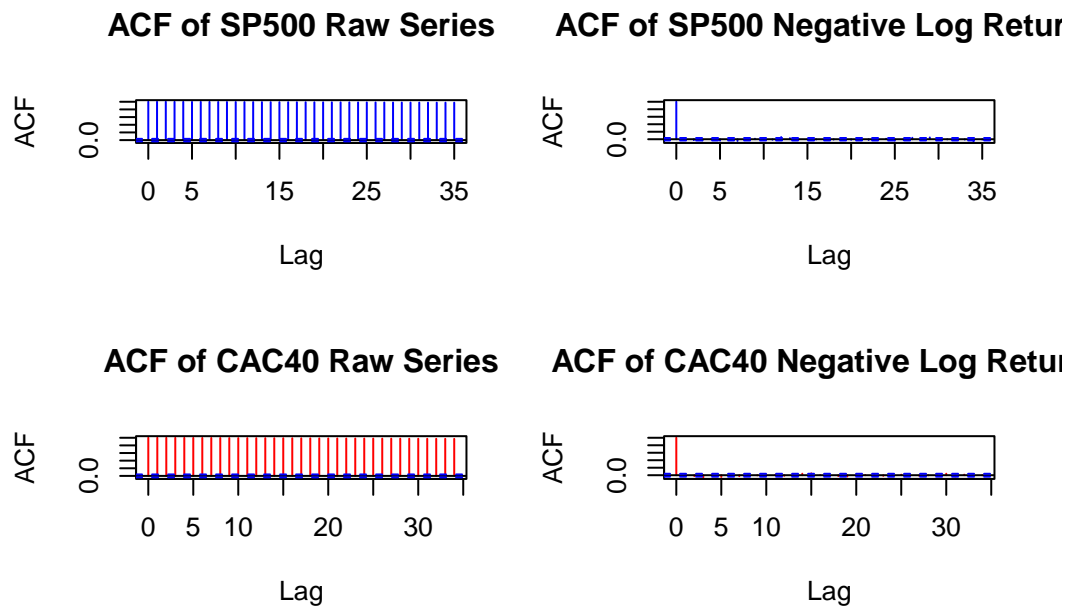 ACF of SP500 Raw Series
ACF
0.0
0 5 15 25 35
Lag
ACF of SP500 Negative Log Retur
ACF
0.0
0 5 15 25 35
Lag
ACF of CAC40 Raw Series
ACF
0.0
0 5 10 20 30
Lag
ACF of CAC40 Negative Log Retur
ACF
0.0
0 5 10 20 30
Lag